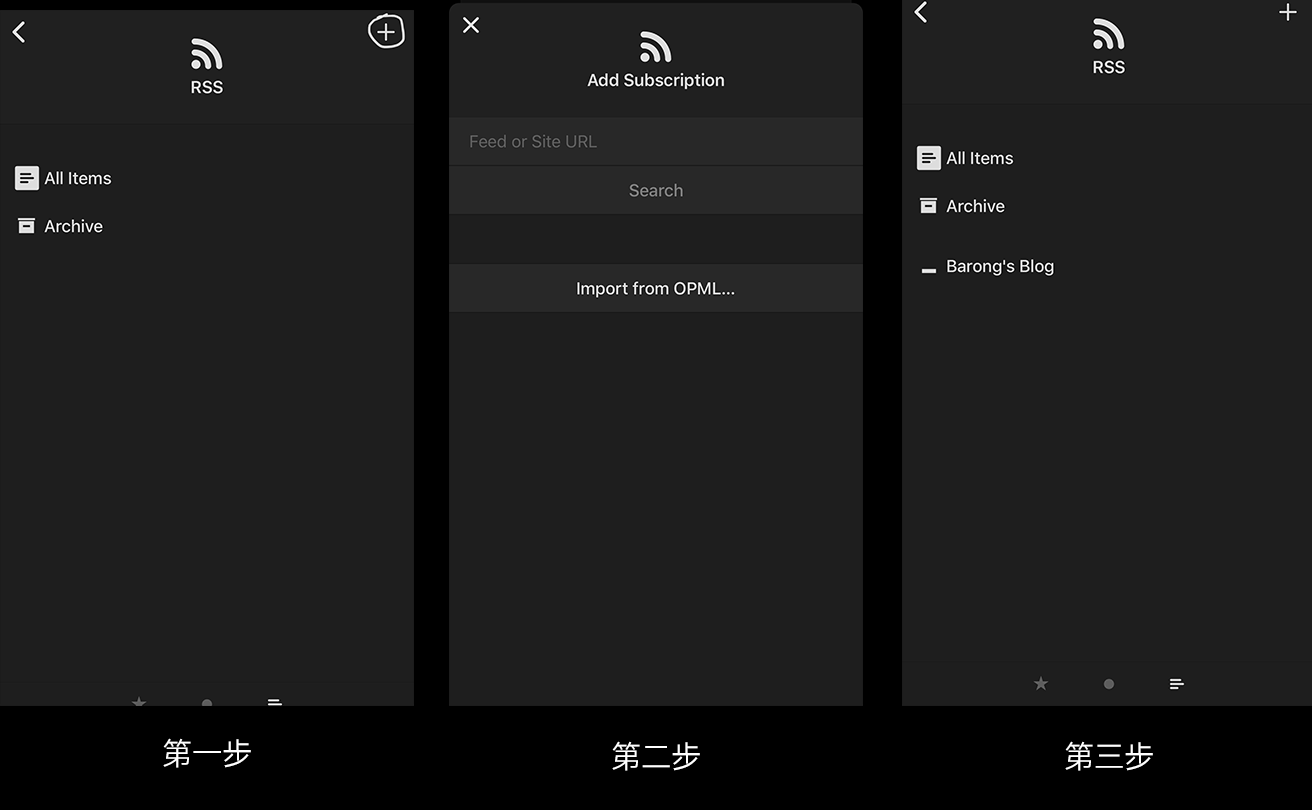 RSS
All Items
Archive
第一步
Add Subscription
Feed or Site URL
Search
Import from OPML...
第二步
RSS
All Items
Archive
Barong's Blog
第三步